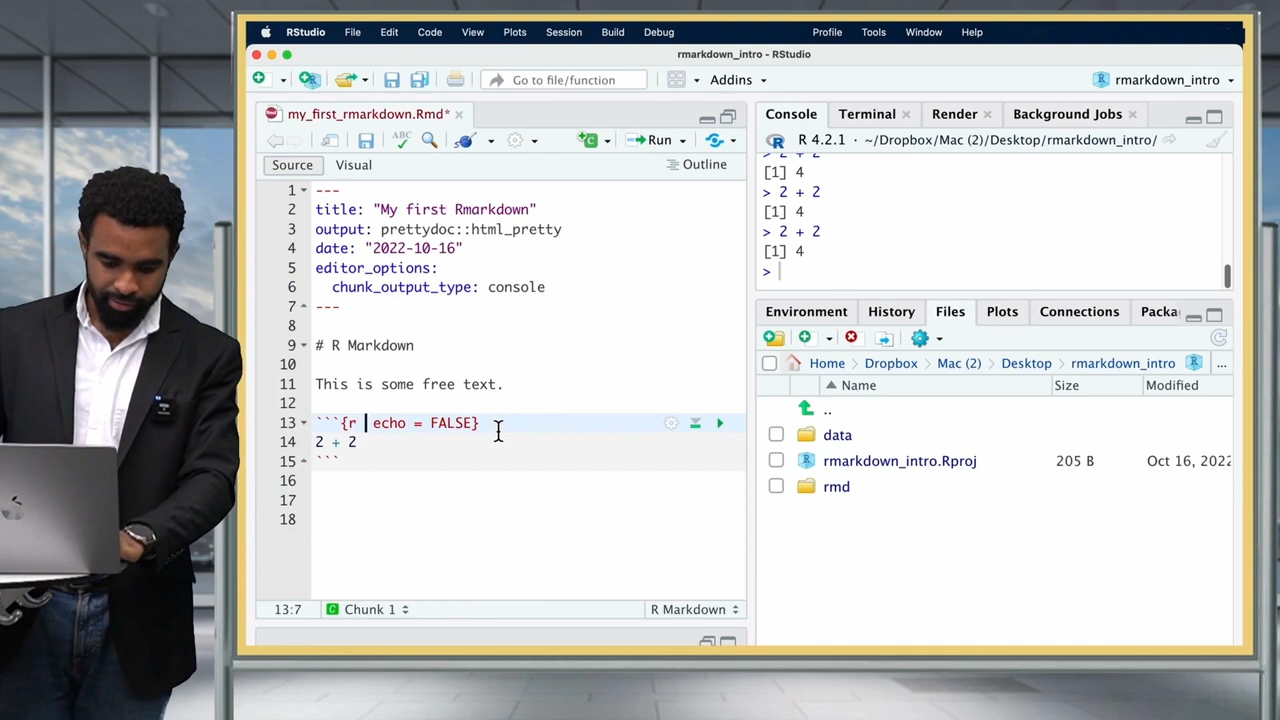 RStudio File Edit Code View Plots Session Build Debug Profile Tools Window Help
rmarkdown_intro - RStudio
Go to file/function Addins rmarkdown_intro
my_first_rmarkdown.Rmd*
ABC Run
Source Visual Outline
1 ---
2 title: "My first Rmarkdown"
3 output: prettydoc::html_pretty
4 date: "2022-10-16"
5 editor_options:
6 chunk_output_type: console
7 ---
8
9 # R Markdown
10
11 This is some free text.
12
13 ```{r echo = FALSE}
14 2 + 2
15 ```
16
17
18
13:7 Chunk 1 R Markdown
Console Terminal Render Background Jobs
R 4.2.1 · ~/Dropbox/Mac (2)/Desktop/rmarkdown_intro/
> 2 + 2
[1] 4
> 2 + 2
[1] 4
> 2 + 2
[1] 4
>
Environment History Files Plots Connections Packa
Home Dropbox Mac (2) Desktop rmarkdown_intro ...
Name Size Modified
..
data
rmarkdown_intro.Rproj 205 B Oct 16, 2022
rmd